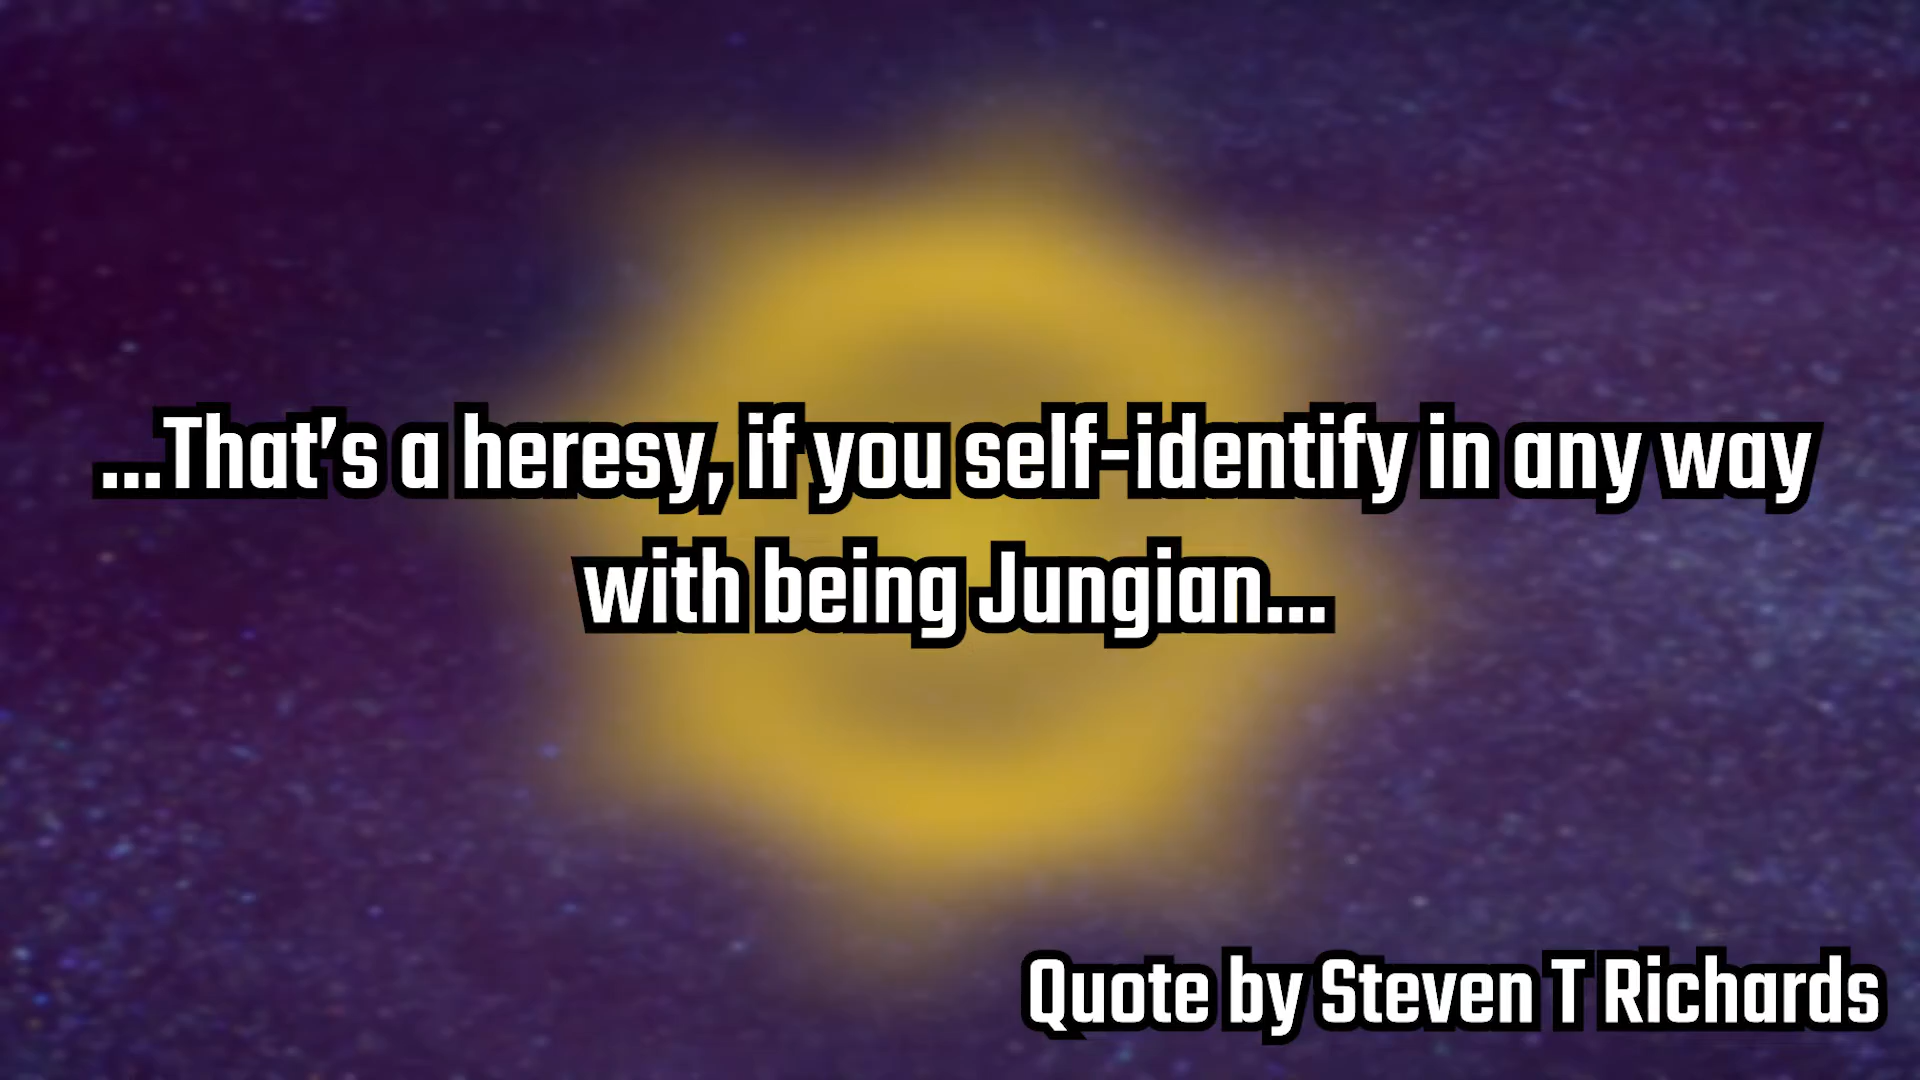 ...That's a heresy, if you self-identify in any way
with being Jungian...
Quote by Steven T Richards